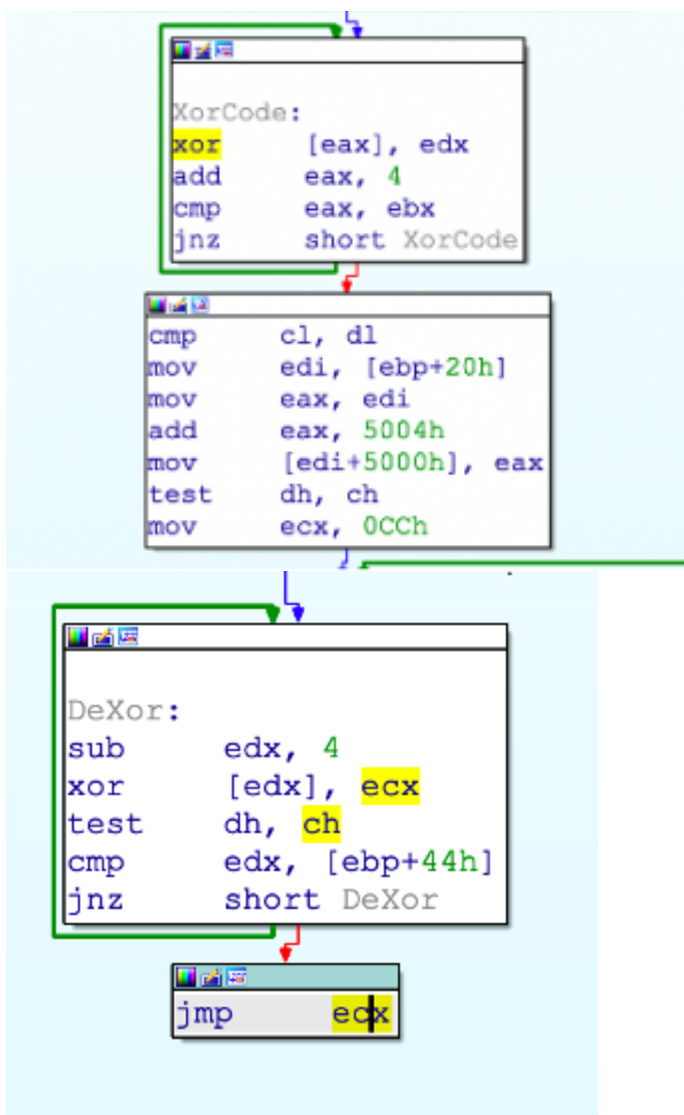 XorCode:
xor [eax], edx
add eax, 4
cmp eax, ebx
jnz short XorCode
cmp cl, dl
mov edi, [ebp+20h]
mov eax, edi
add eax, 5004h
mov [edi+5000h], eax
test dh, ch
mov ecx, 0CCh
DeXor:
sub edx, 4
xor [edx], ecx
test dh, ch
cmp edx, [ebp+44h]
jnz short DeXor
jmp ecx